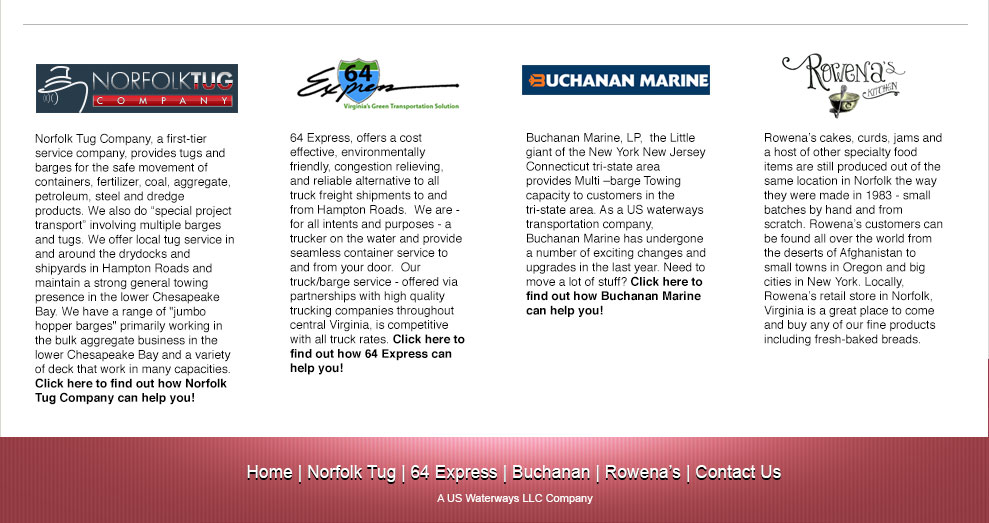 NORFOLKTUG
COMPANY
Norfolk Tug Company, a first-tier
service company, provides tugs and
barges for the safe movement of
containers, fertilizer, coal, aggregate,
petroleum, steel and dredge
products. We also do “special project
transport” involving multiple barges
and tugs. We offer local tug service in
and around the drydocks and
shipyards in Hampton Roads and
maintain a strong general towing
presence in the lower Chesapeake
Bay. We have a range of "jumbo
hopper barges" primarily working in
the bulk aggregate business in the
lower Chesapeake Bay and a variety
of deck that work in many capacities.
Click here to find out how Norfolk
Tug Company can help you!
64
Express
Virginia's Green Transportation Solution
64 Express, offers a cost
effective, environmentally
friendly, congestion relieving,
and reliable alternative to all
truck freight shipments to and
from Hampton Roads.  We are -
for all intents and purposes - a
trucker on the water and provide
seamless container service to
and from your door.  Our
truck/barge service - offered via
partnerships with high quality
trucking companies throughout
central Virginia, is competitive
with all truck rates. Click here to
find out how 64 Express can
help you!
BUCHANAN MARINE
Buchanan Marine, LP,  the Little
giant of the New York New Jersey
Connecticut tri-state area
provides Multi –barge Towing
capacity to customers in the
tri-state area. As a US waterways
transportation company,
Buchanan Marine has undergone
a number of exciting changes and
upgrades in the last year. Need to
move a lot of stuff? Click here to
find out how Buchanan Marine
can help you!
Rowena's
KITCHEN
Rowena’s cakes, curds, jams and
a host of other specialty food
items are still produced out of the
same location in Norfolk the way
they were made in 1983 - small
batches by hand and from
scratch. Rowena’s customers can
be found all over the world from
the deserts of Afghanistan to
small towns in Oregon and big
cities in New York. Locally,
Rowena’s retail store in Norfolk,
Virginia is a great place to come
and buy any of our fine products
including fresh-baked breads.
Home | Norfolk Tug | 64 Express | Buchanan | Rowena’s | Contact Us
A US Waterways LLC Company